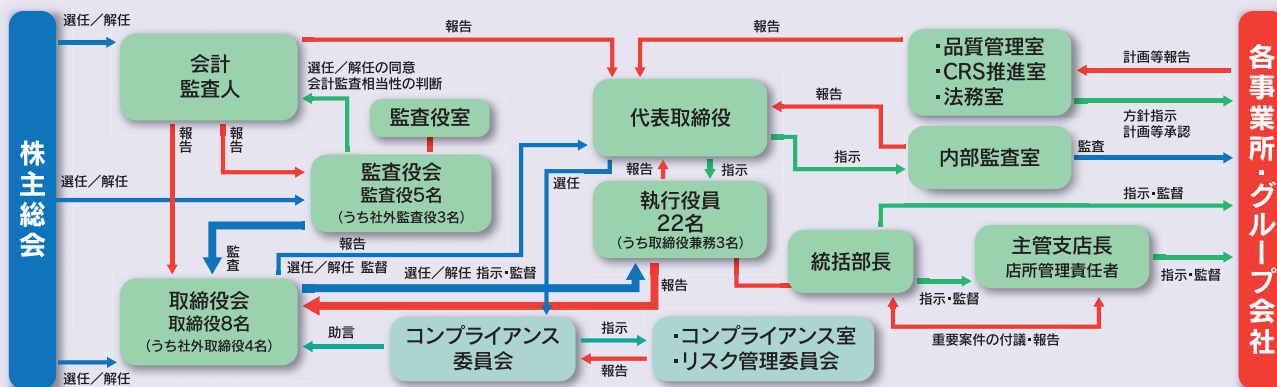 株主総会
選任／解任
会計
監査人
報告
選任／解任の同意
会計監査相当性の判断
監査役室
報告
報告
監査役会
監査役5名
（うち社外監査役3名）
選任／解任
監査
報告
選任／解任 監督
選任／解任 指示・監督
取締役会
取締役8名
（うち社外取締役4名）
選任／解任
助言
コンプライアンス
委員会
指示
報告
・コンプライアンス室
・リスク管理委員会
代表取締役
選任
報告
指示
執行役員
22名
（うち取締役兼務3名）
報告
報告
・品質管理室
・CRS推進室
・法務室
報告
指示
内部監査室
計画等報告
方針指示
計画等承認
監査
指示・監督
統括部長
指示・監督
主管支店長
店所管理責任者
指示・監督
重要案件の付議・報告
各事業所・グループ会社